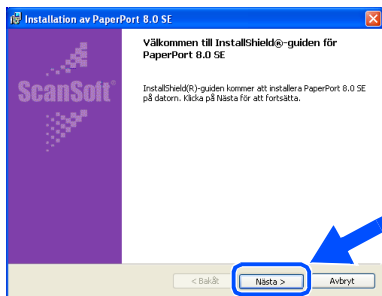 Installation av PaperPort 8.0 SE
Välkommen till InstallShield®-guiden för
PaperPort 8.0 SE
ScanSoft®
InstallShield(R)-guiden kommer att installera PaperPort 8.0 SE
på datorn. Klicka på Nästa för att fortsätta.
< Bakåt Nästa > Avbryt